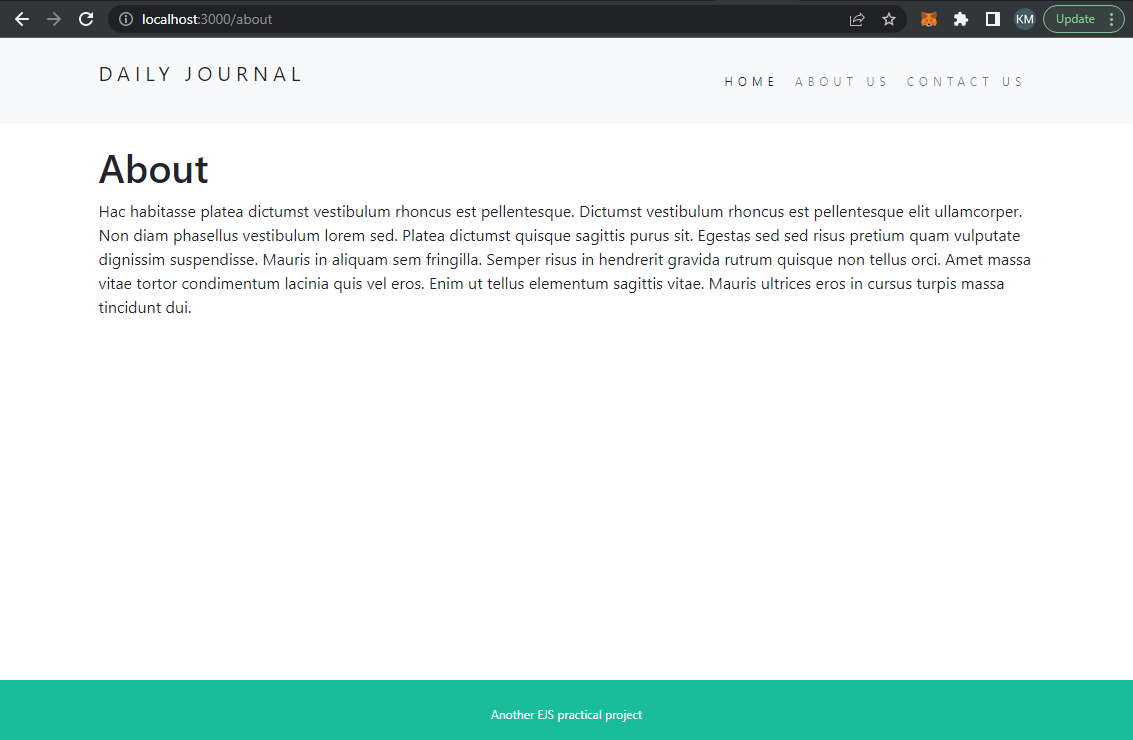 localhost:3000/about
KM
Update
DAILY JOURNAL
HOME ABOUT US CONTACT US
About
Hac habitasse platea dictumst vestibulum rhoncus est pellentesque. Dictumst vestibulum rhoncus est pellentesque elit ullamcorper.
Non diam phasellus vestibulum lorem sed. Platea dictumst quisque sagittis purus sit. Egestas sed sed risus pretium quam vulputate
dignissim suspendisse. Mauris in aliquam sem fringilla. Semper risus in hendrerit gravida rutrum quisque non tellus orci. Amet massa
vitae tortor condimentum lacinia quis vel eros. Enim ut tellus elementum sagittis vitae. Mauris ultrices eros in cursus turpis massa
tincidunt dui.
Another EJS practical project